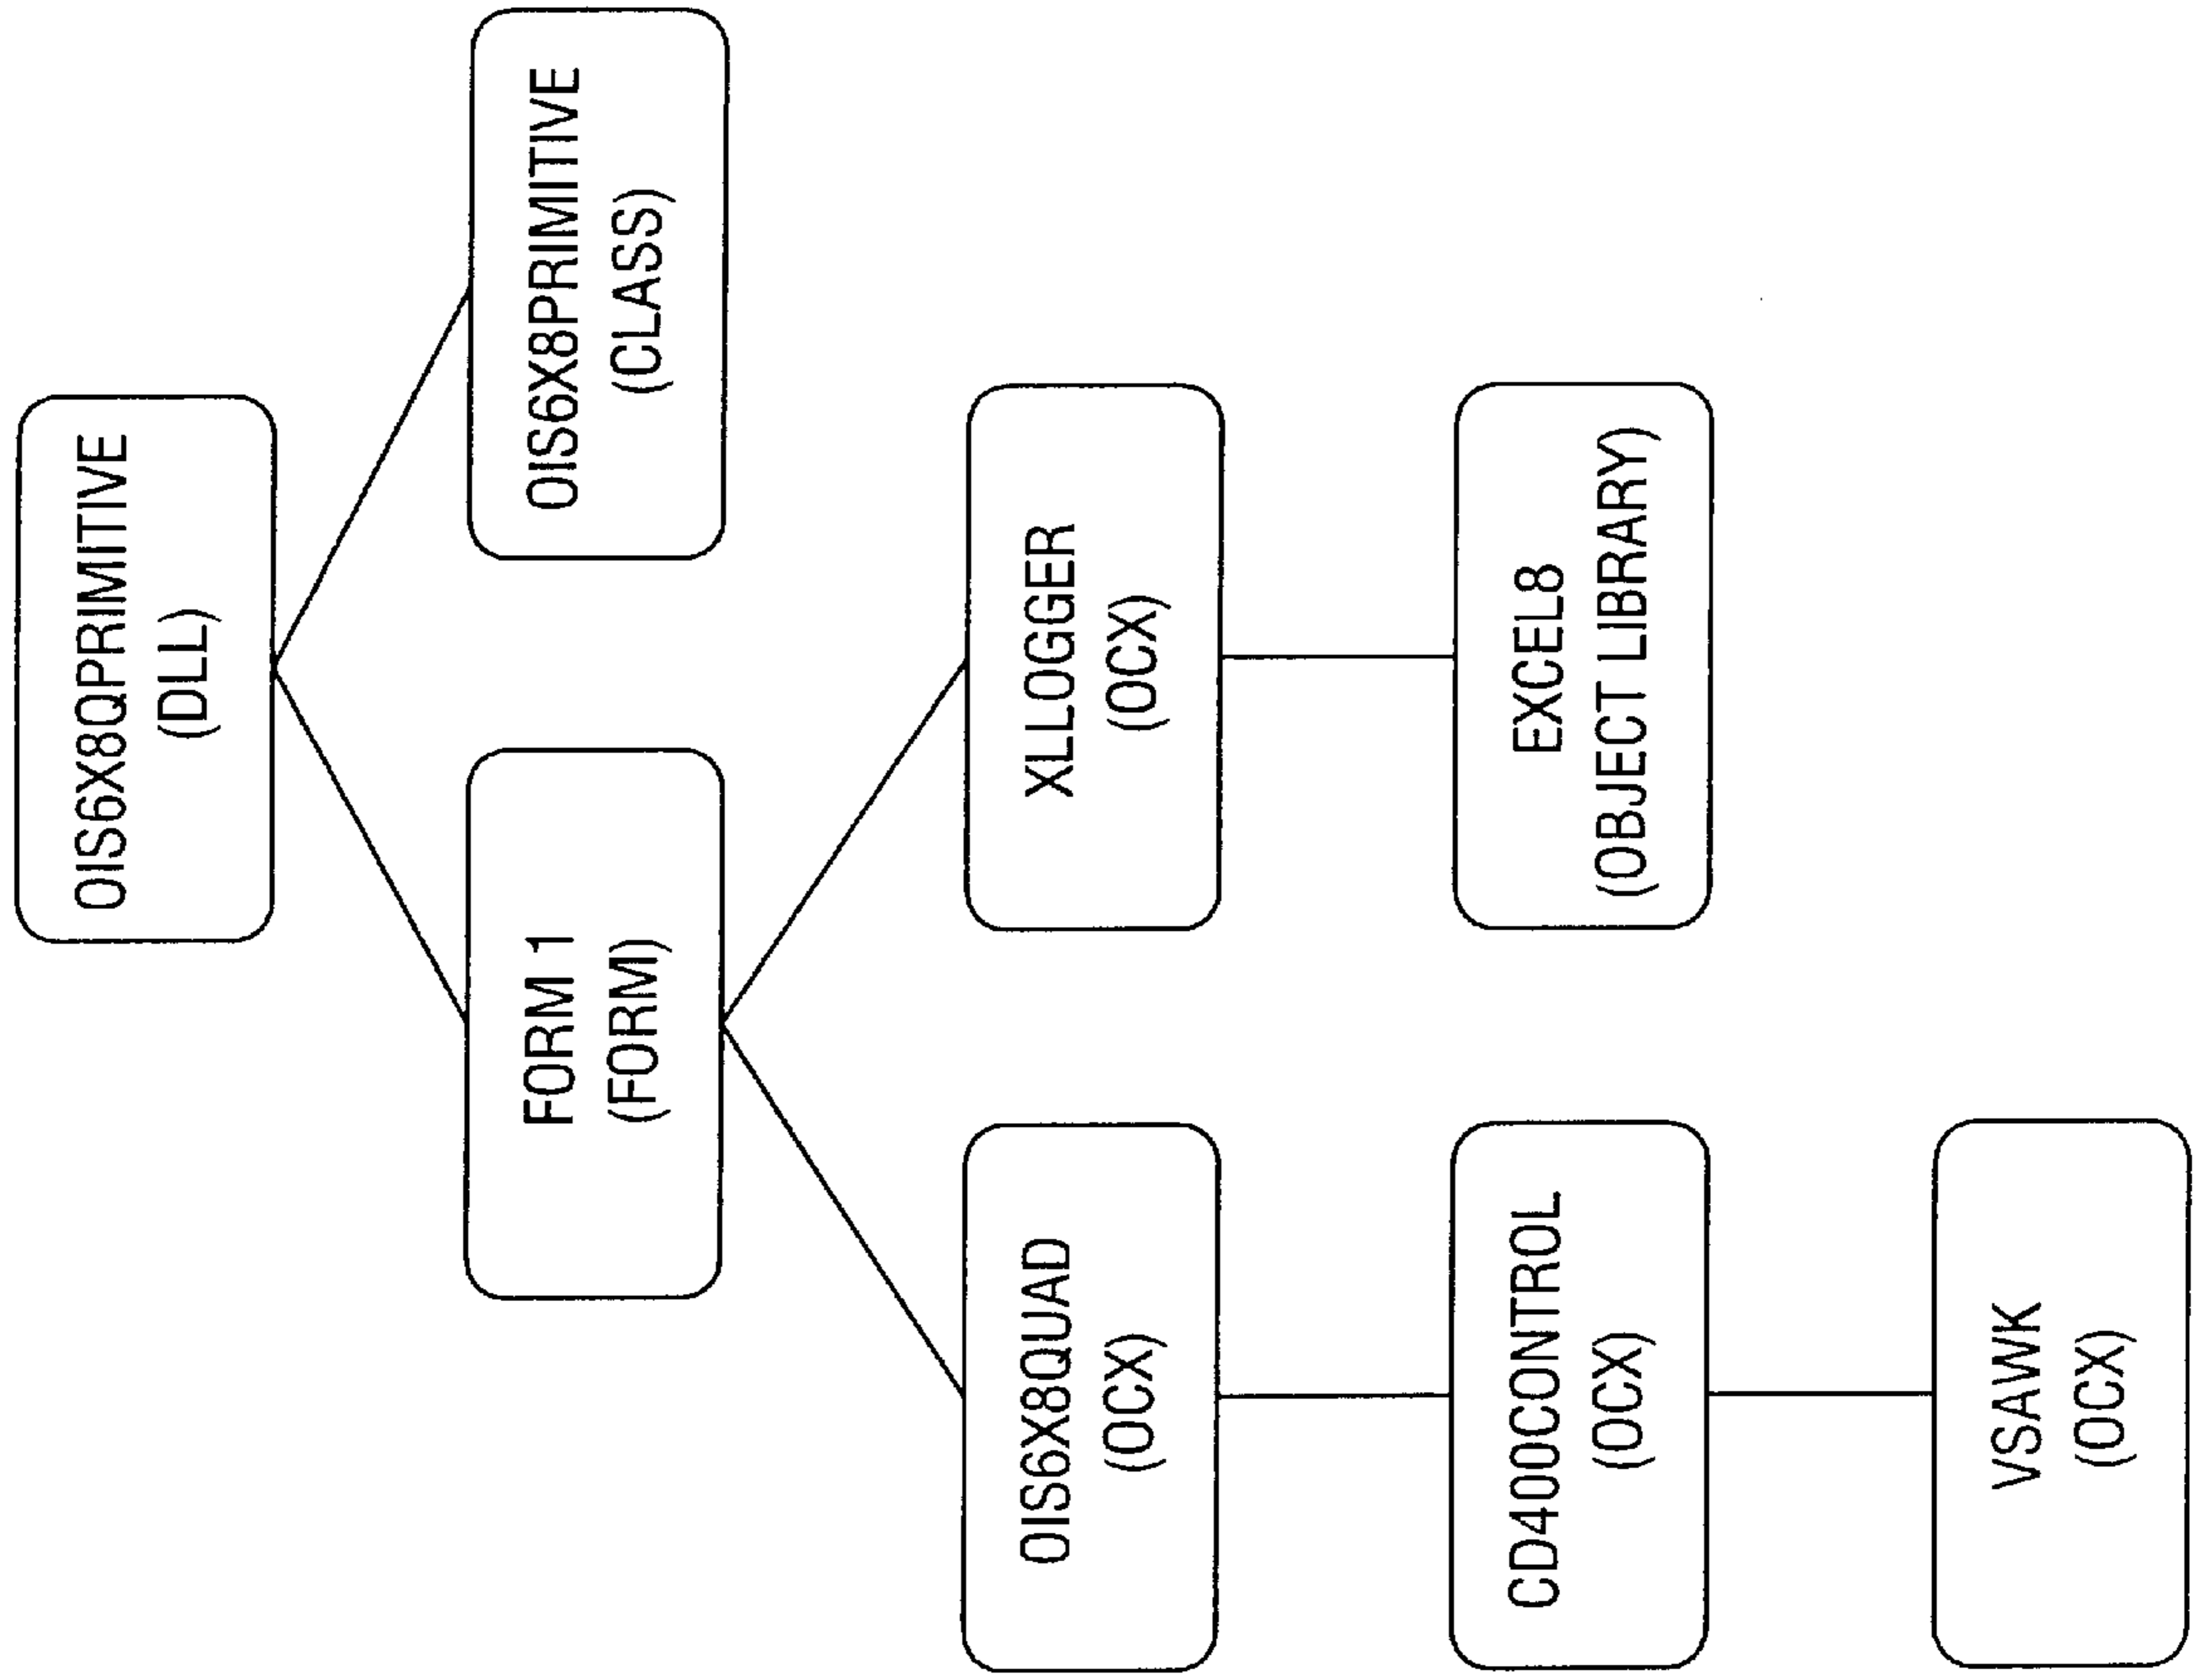 OIS6X8QPRIMITIVE
(DLL)
FORM 1
(FORM)
OIS6X8PRIMITIVE
(CLASS)
OIS6X8QUAD
(OCX)
XLLOGGER
(OCX)
CD400CONTROL
(OCX)
EXCEL8
(OBJECT LIBRARY)
VSAWK
(OCX)